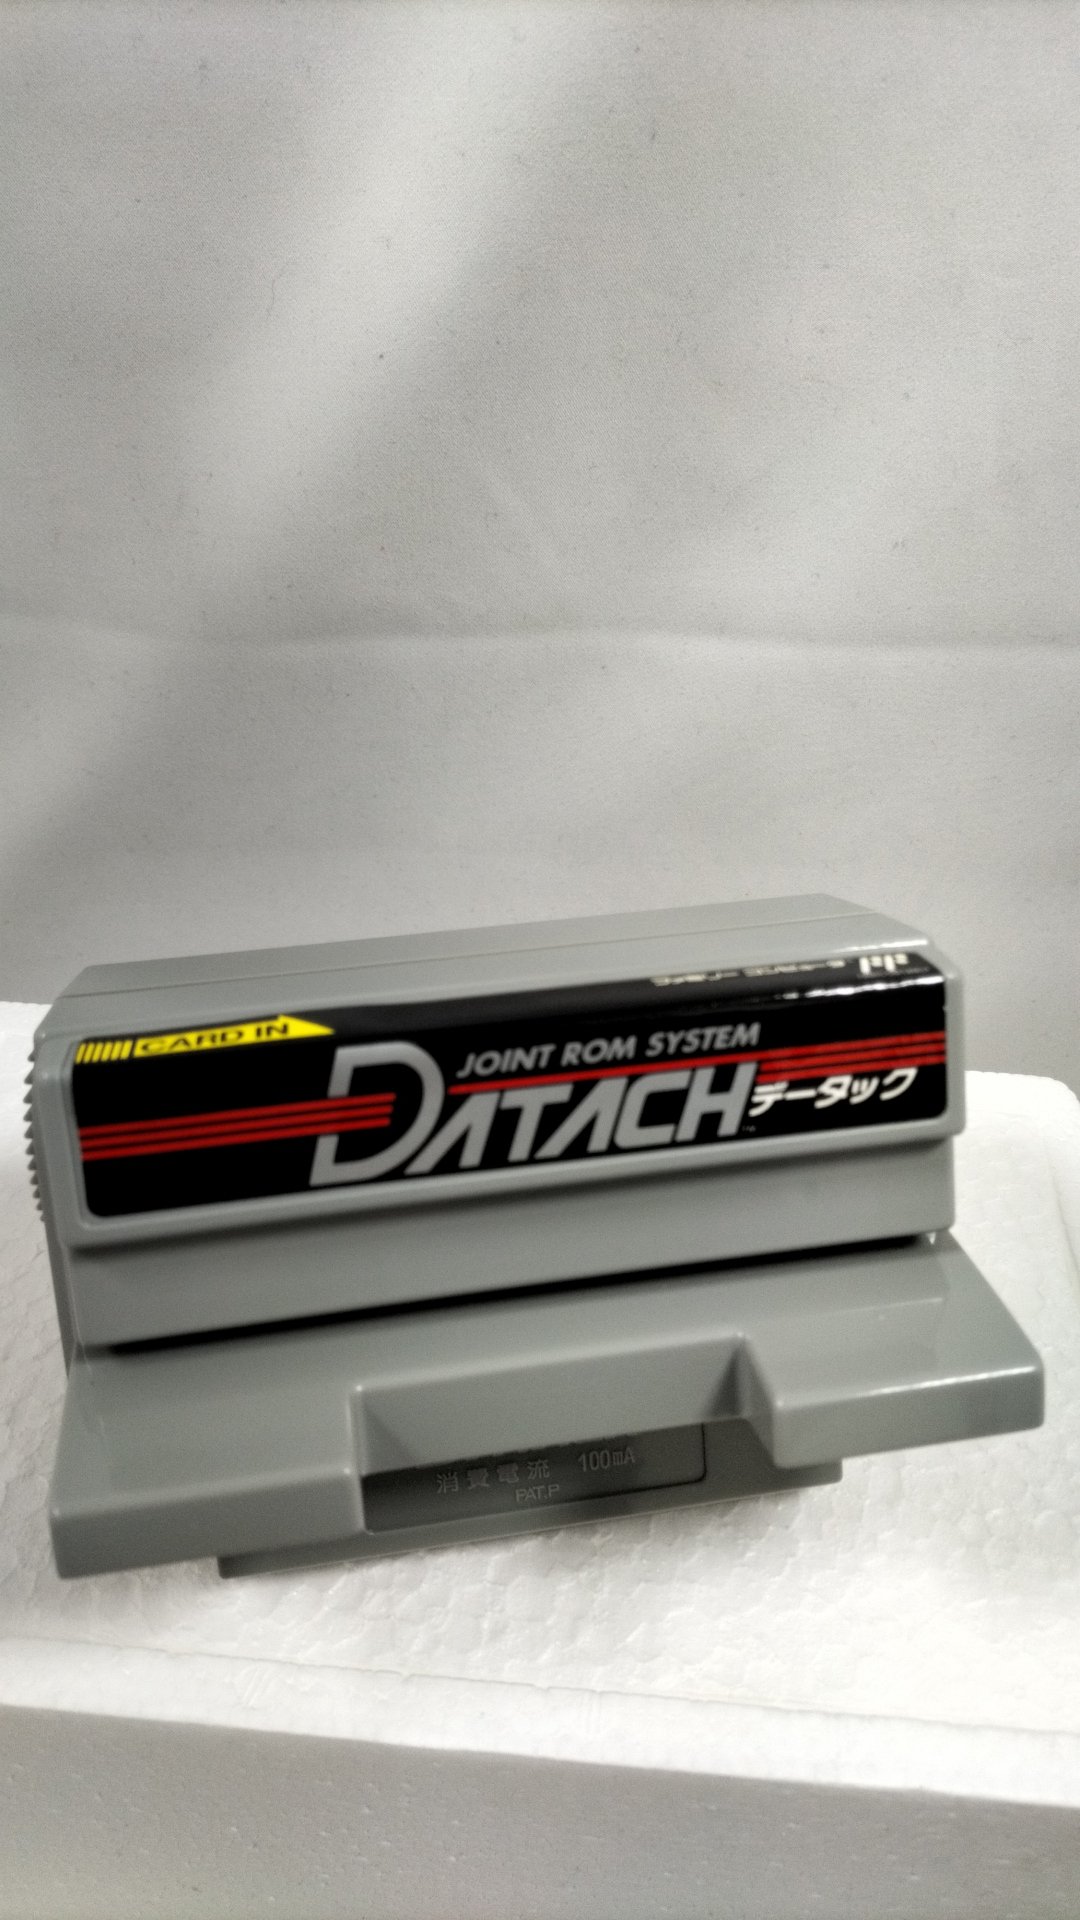 CARD IN
JOINT ROM SYSTEM
DATACH
データック
消費電流 100mA
PAT.P